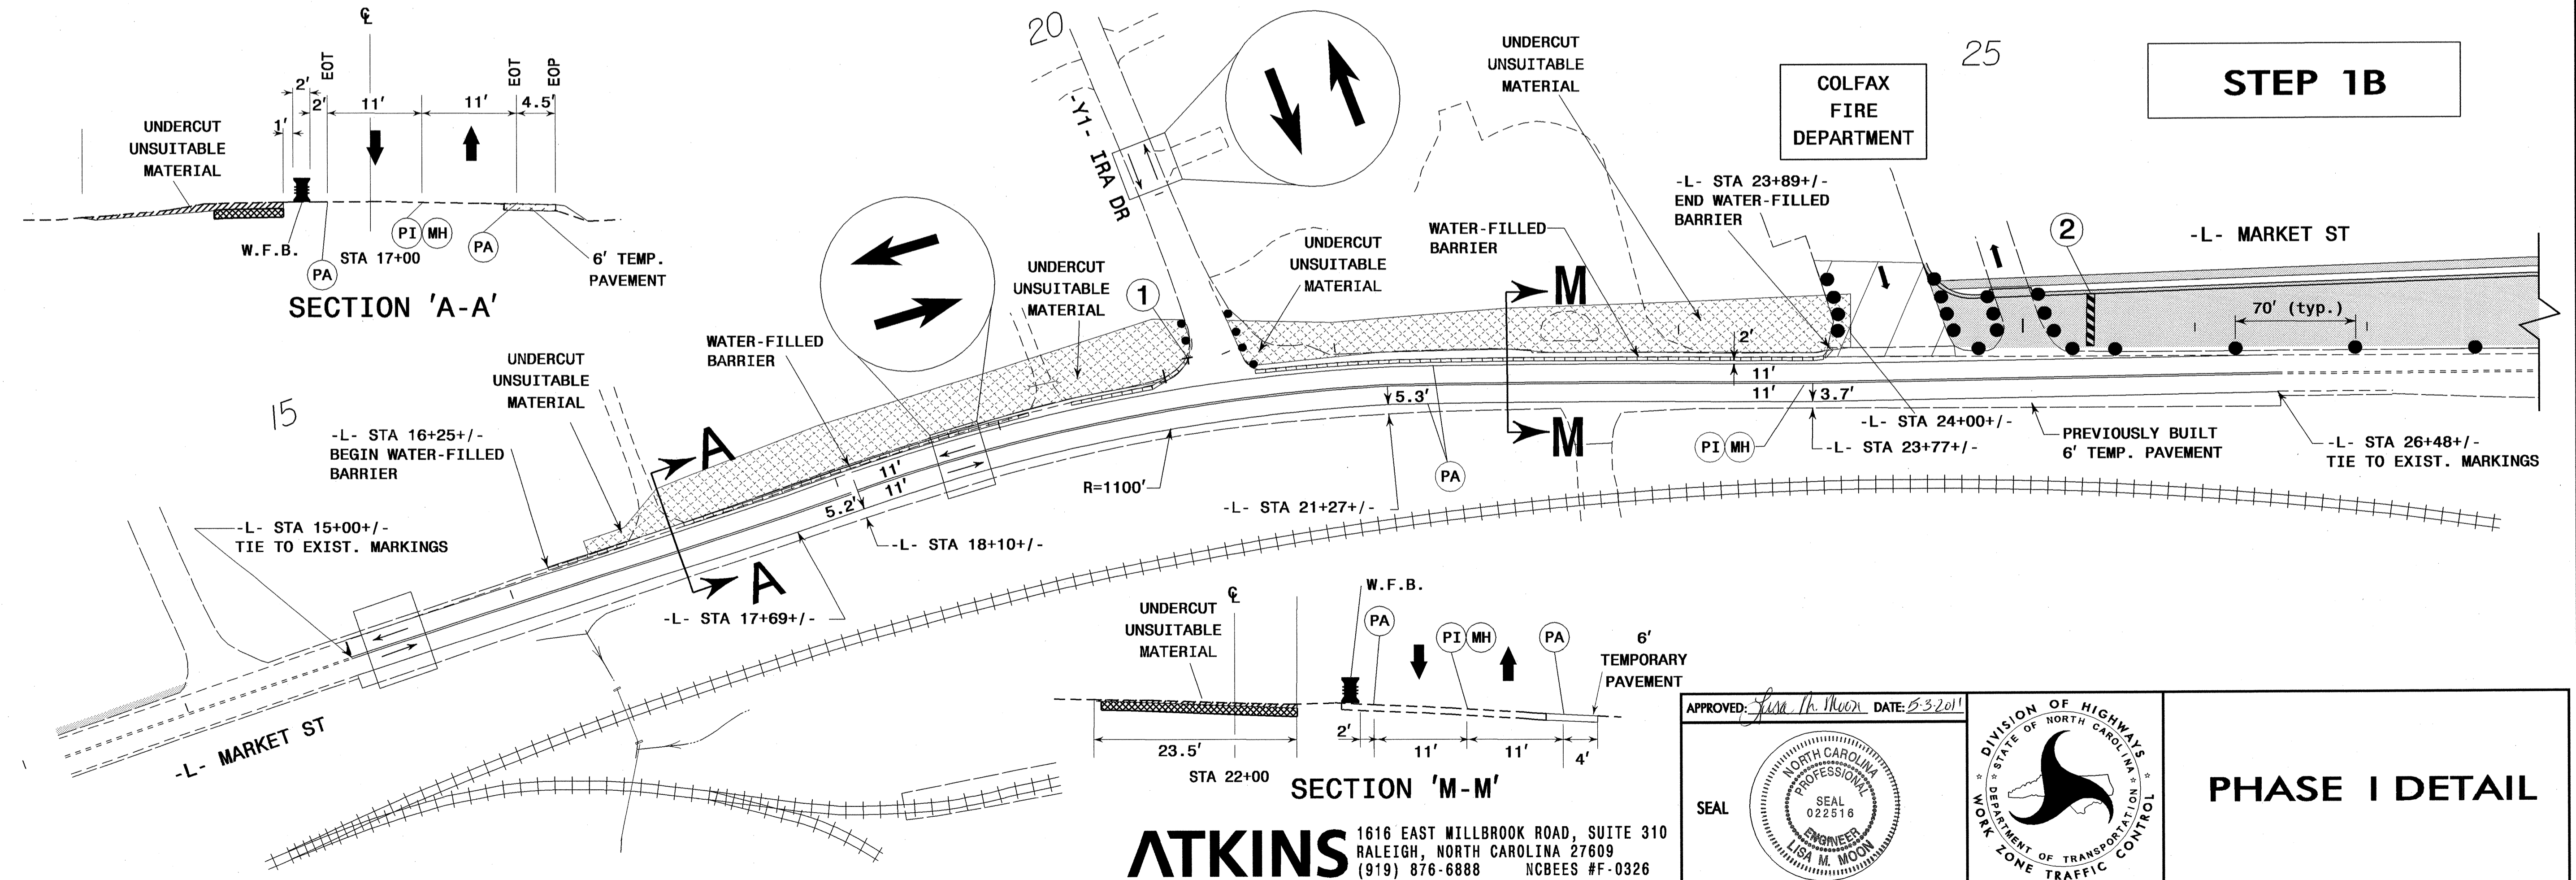 ℄
EOT
EOT
EOP
2'
2'
11'
11'
4.5'
1'
UNDERCUT
UNSUITABLE
MATERIAL
W.F.B.
PA
STA 17+00
PI
MH
PA
6' TEMP.
PAVEMENT
SECTION 'A-A'
20
-Y1- IRA DR
UNDERCUT
UNSUITABLE
MATERIAL
COLFAX
FIRE
DEPARTMENT
25
STEP 1B
-L- STA 23+89+/-
END WATER-FILLED
BARRIER
WATER-FILLED
BARRIER
UNDERCUT
UNSUITABLE
MATERIAL
2
-L- MARKET ST
70' (typ.)
UNDERCUT
UNSUITABLE
MATERIAL
1
M
M
2'
11'
11'
5.3'
3.7'
WATER-FILLED
BARRIER
UNDERCUT
UNSUITABLE
MATERIAL
15
-L- STA 16+25+/-
BEGIN WATER-FILLED
BARRIER
A
A
11'
11'
5.2'
R=1100'
PA
PI
MH
-L- STA 24+00+/-
-L- STA 23+77+/-
PREVIOUSLY BUILT
6' TEMP. PAVEMENT
-L- STA 26+48+/-
TIE TO EXIST. MARKINGS
-L- STA 21+27+/-
-L- STA 15+00+/-
TIE TO EXIST. MARKINGS
-L- STA 18+10+/-
-L- STA 17+69+/-
-L- MARKET ST
UNDERCUT
UNSUITABLE
MATERIAL
℄
W.F.B.
PA
PI
MH
PA
6'
TEMPORARY
PAVEMENT
23.5'
2'
11'
11'
4'
STA 22+00
SECTION 'M-M'
ATKINS
1616 EAST MILLBROOK ROAD, SUITE 310
RALEIGH, NORTH CAROLINA 27609
(919) 876-6888 NCBEES #F-0326
APPROVED: Lisa M. Moon DATE: 5-3-2011
SEAL
NORTH CAROLINA
PROFESSIONAL
SEAL
022516
ENGINEER
LISA M. MOON
DIVISION OF HIGHWAYS
STATE OF NORTH CAROLINA
DEPARTMENT OF TRANSPORTATION
WORK ZONE TRAFFIC CONTROL
PHASE I DETAIL